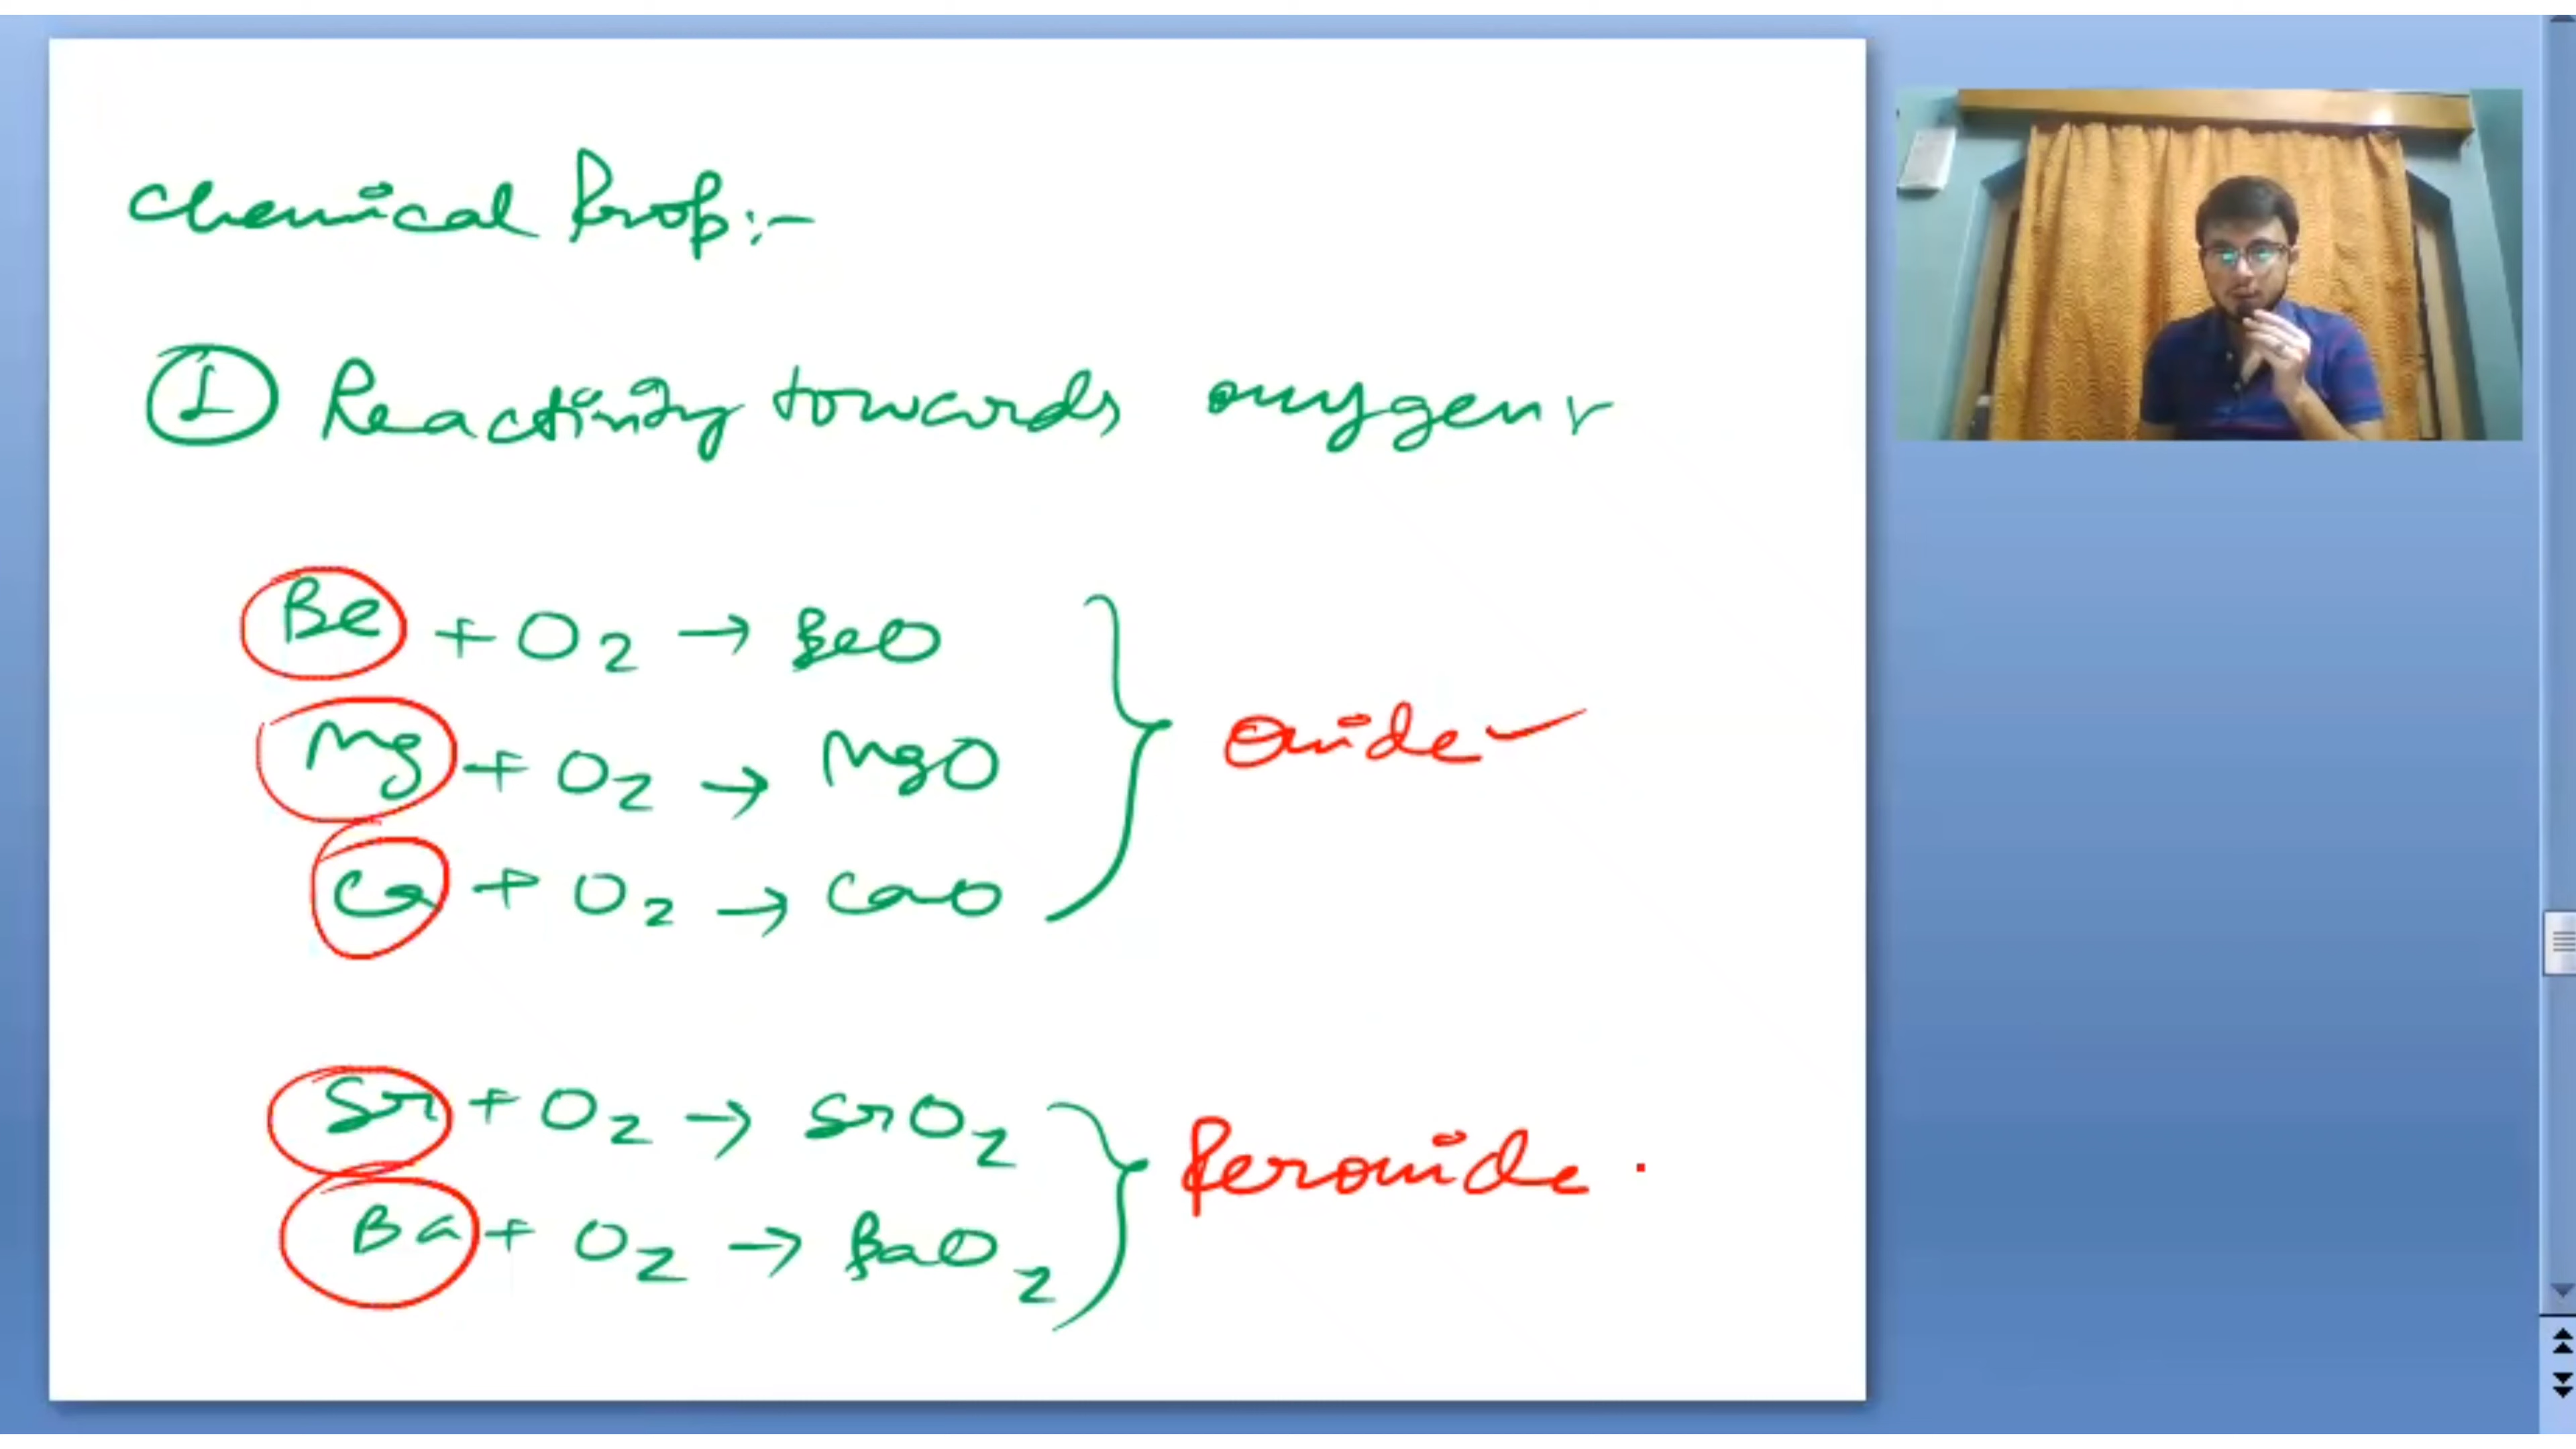 Chemical Prop:-
① Reactivity towards oxygen
Be + O2 → BeO
Mg + O2 → MgO
Ca + O2 → CaO
Oxide
Sr + O2 → SrO2
Ba + O2 → BaO2
Peroxide